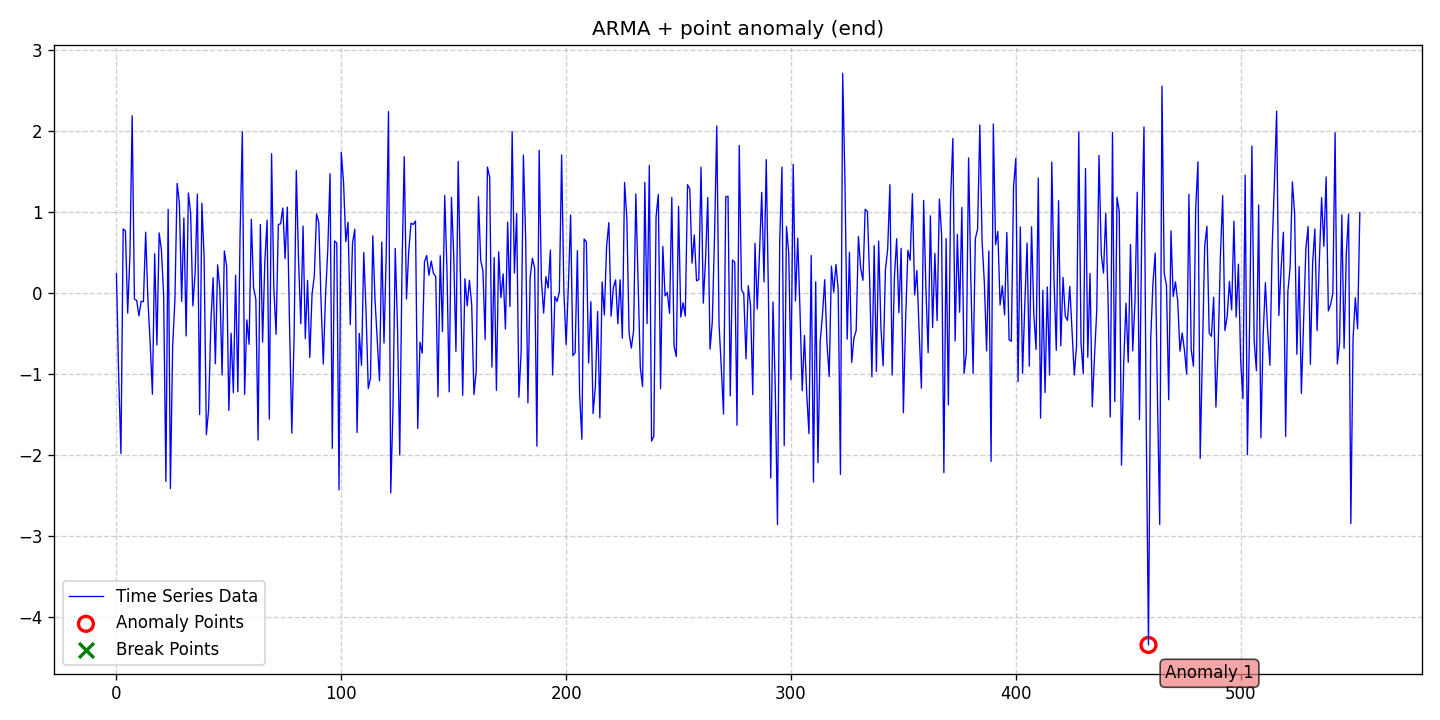 ARMA + point anomaly (end)
3
2
1
0
−1
−2
−3
−4
Time Series Data
Anomaly Points
Break Points
Anomaly 1
0 100 200 300 400 500